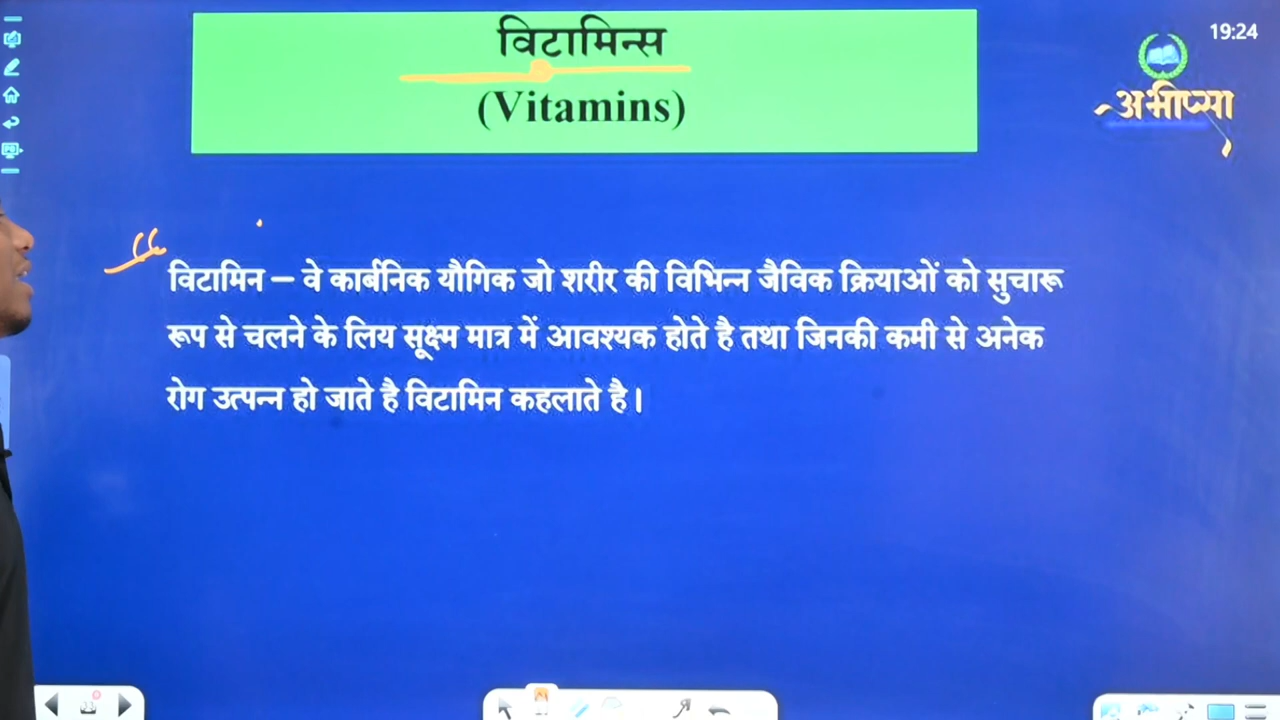 विटामिन्स
(Vitamins)
19:24
अभीप्सा
विटामिन – वे कार्बनिक यौगिक जो शरीर की विभिन्न जैविक क्रियाओं को सुचारू
रूप से चलने के लिय सूक्ष्म मात्र में आवश्यक होते है तथा जिनकी कमी से अनेक
रोग उत्पन्न हो जाते है विटामिन कहलाते है।